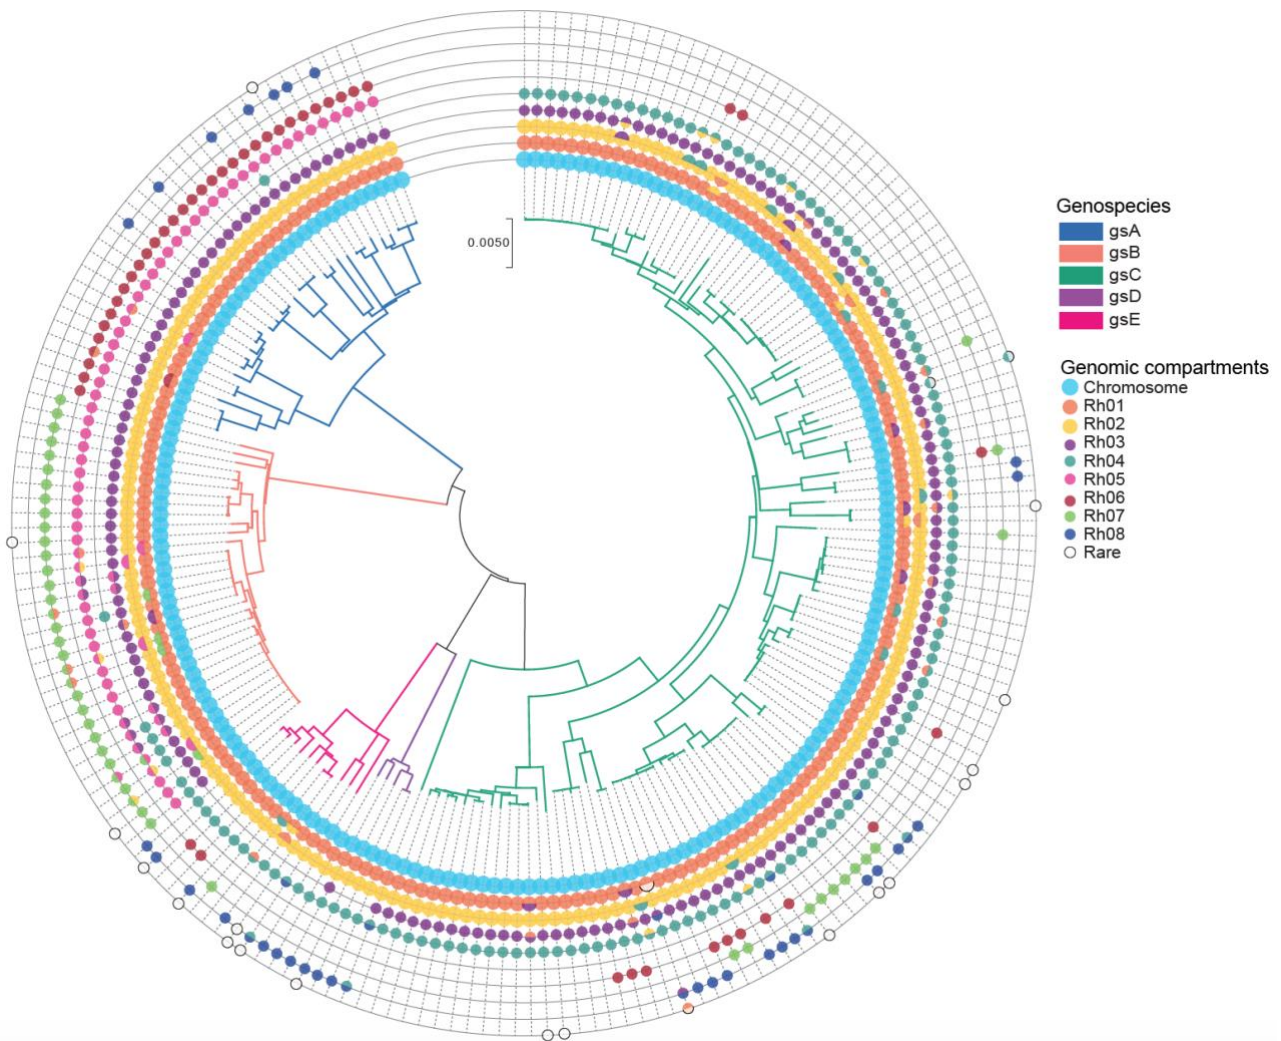 0.0050
Genospecies
gsA
gsB
gsC
gsD
gsE
Genomic compartments
Chromosome
Rh01
Rh02
Rh03
Rh04
Rh05
Rh06
Rh07
Rh08
Rare